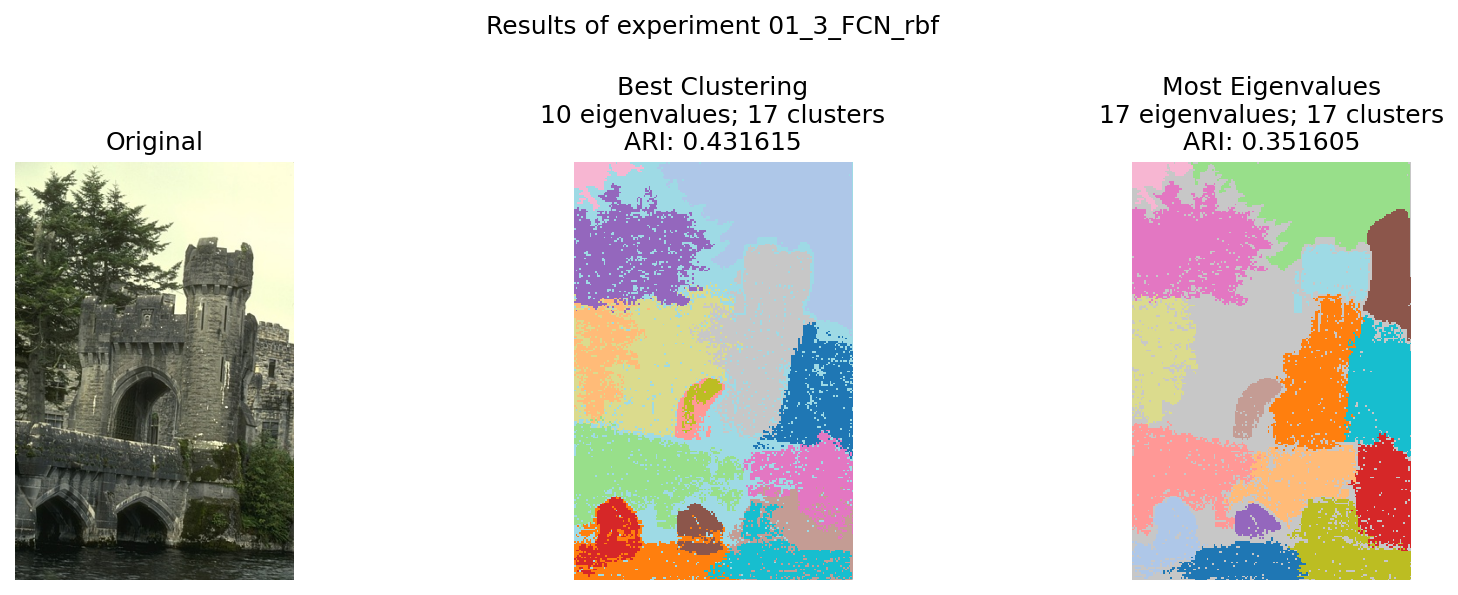 Results of experiment 01_3_FCN_rbf
Original
Best Clustering
10 eigenvalues; 17 clusters
ARI: 0.431615
Most Eigenvalues
17 eigenvalues; 17 clusters
ARI: 0.351605